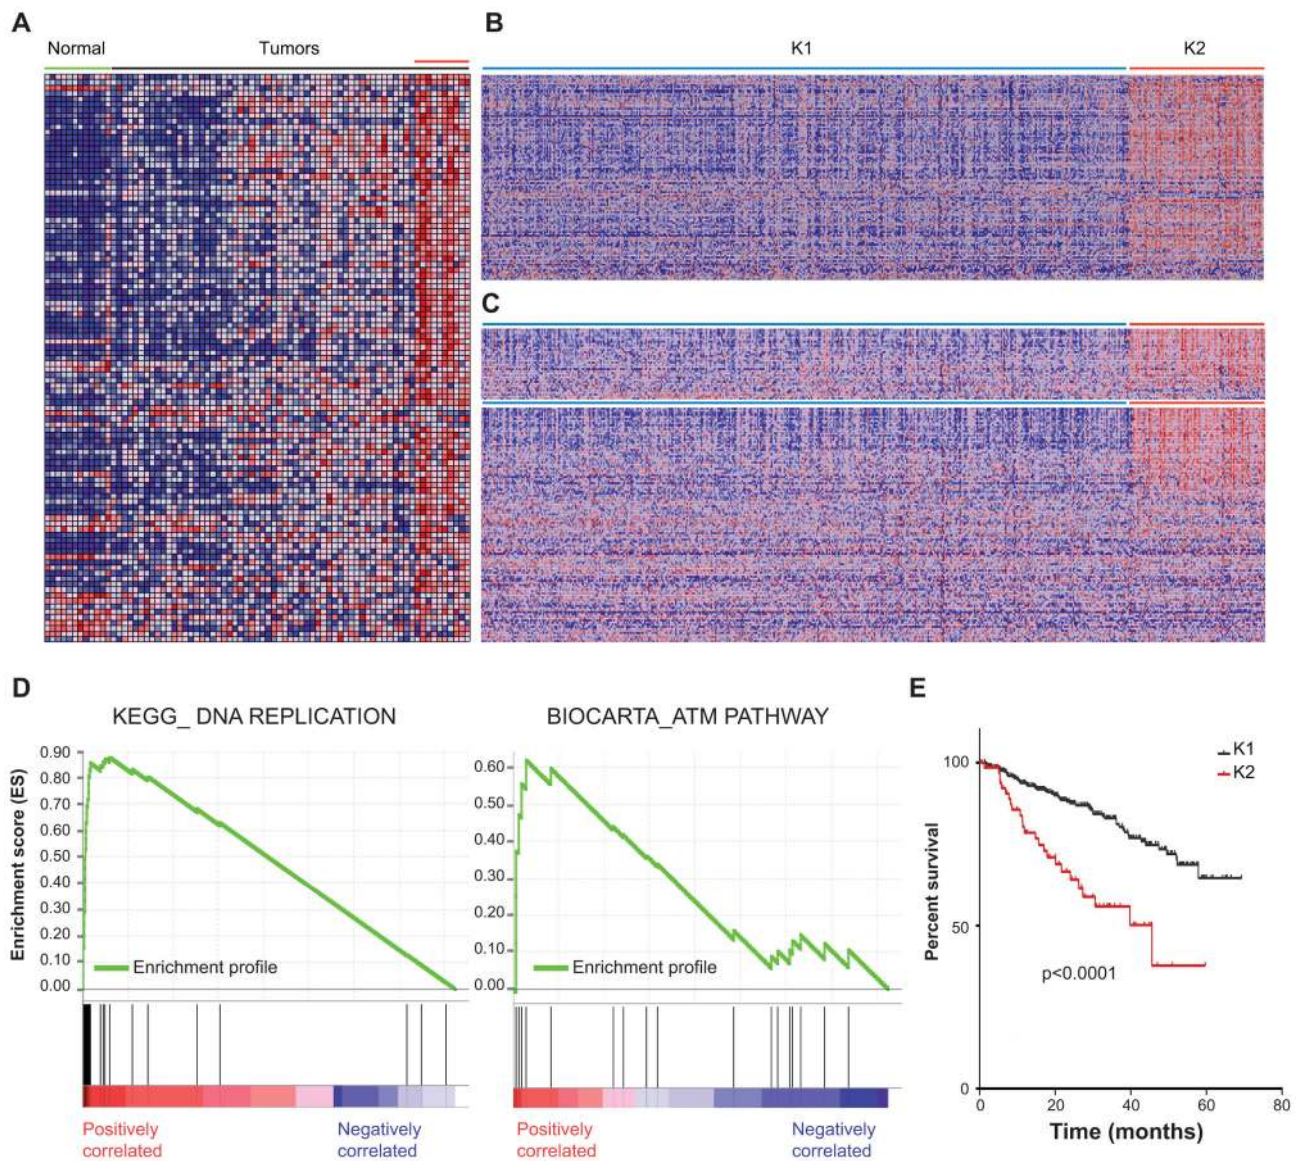 A
Normal
Tumors
B
K1
K2
C
D
KEGG_ DNA REPLICATION
BIOCARTA_ATM PATHWAY
Enrichment score (ES)
0.90
0.80
0.70
0.60
0.50
0.40
0.30
0.20
0.10
0.00
Enrichment profile
Positively
correlated
Negatively
correlated
0.60
0.50
0.40
0.30
0.20
0.10
0.00
Enrichment profile
Positively
correlated
Negatively
correlated
E
K1
K2
Percent survival
100
50
0
p<0.0001
0 20 40 60 80
Time (months)